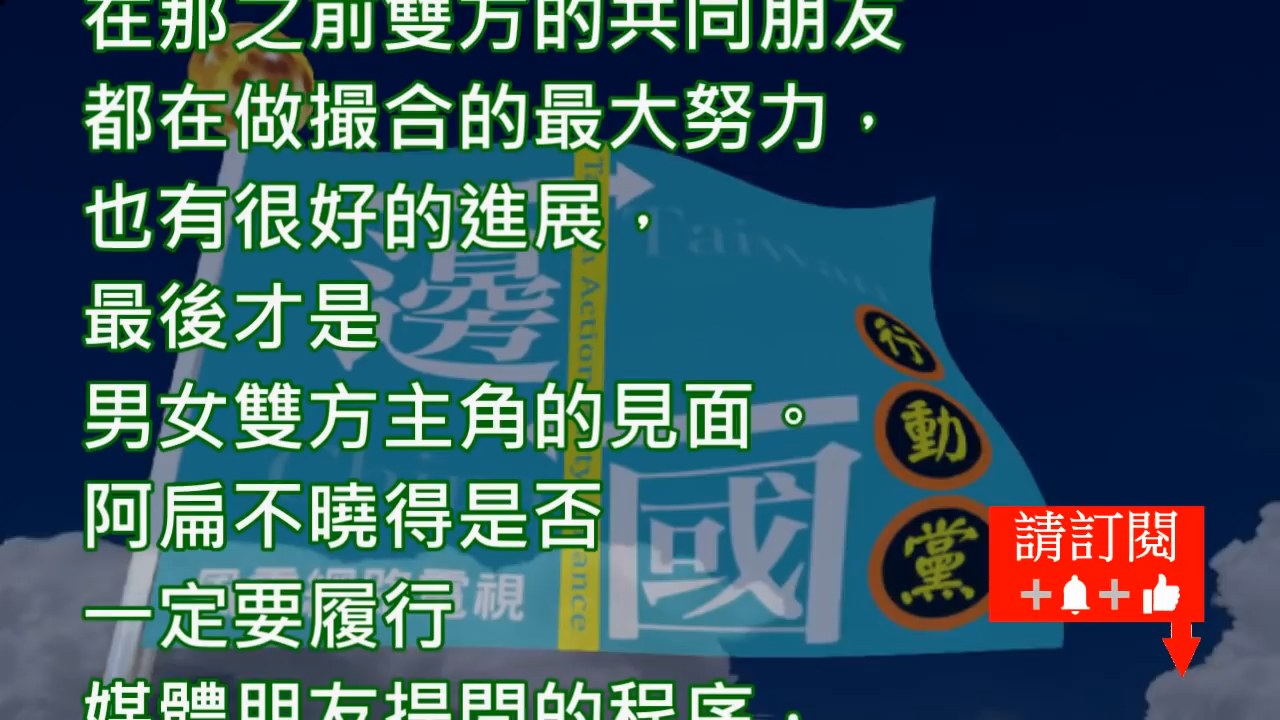 在那之前雙方的共同朋友
都在做撮合的最大努力，
也有很好的進展，
最後才是
男女雙方主角的見面。
阿扁不曉得是否
一定要履行
媒體朋友提問的程序，
Taiwan
邊
國
行
動
黨
請訂閱